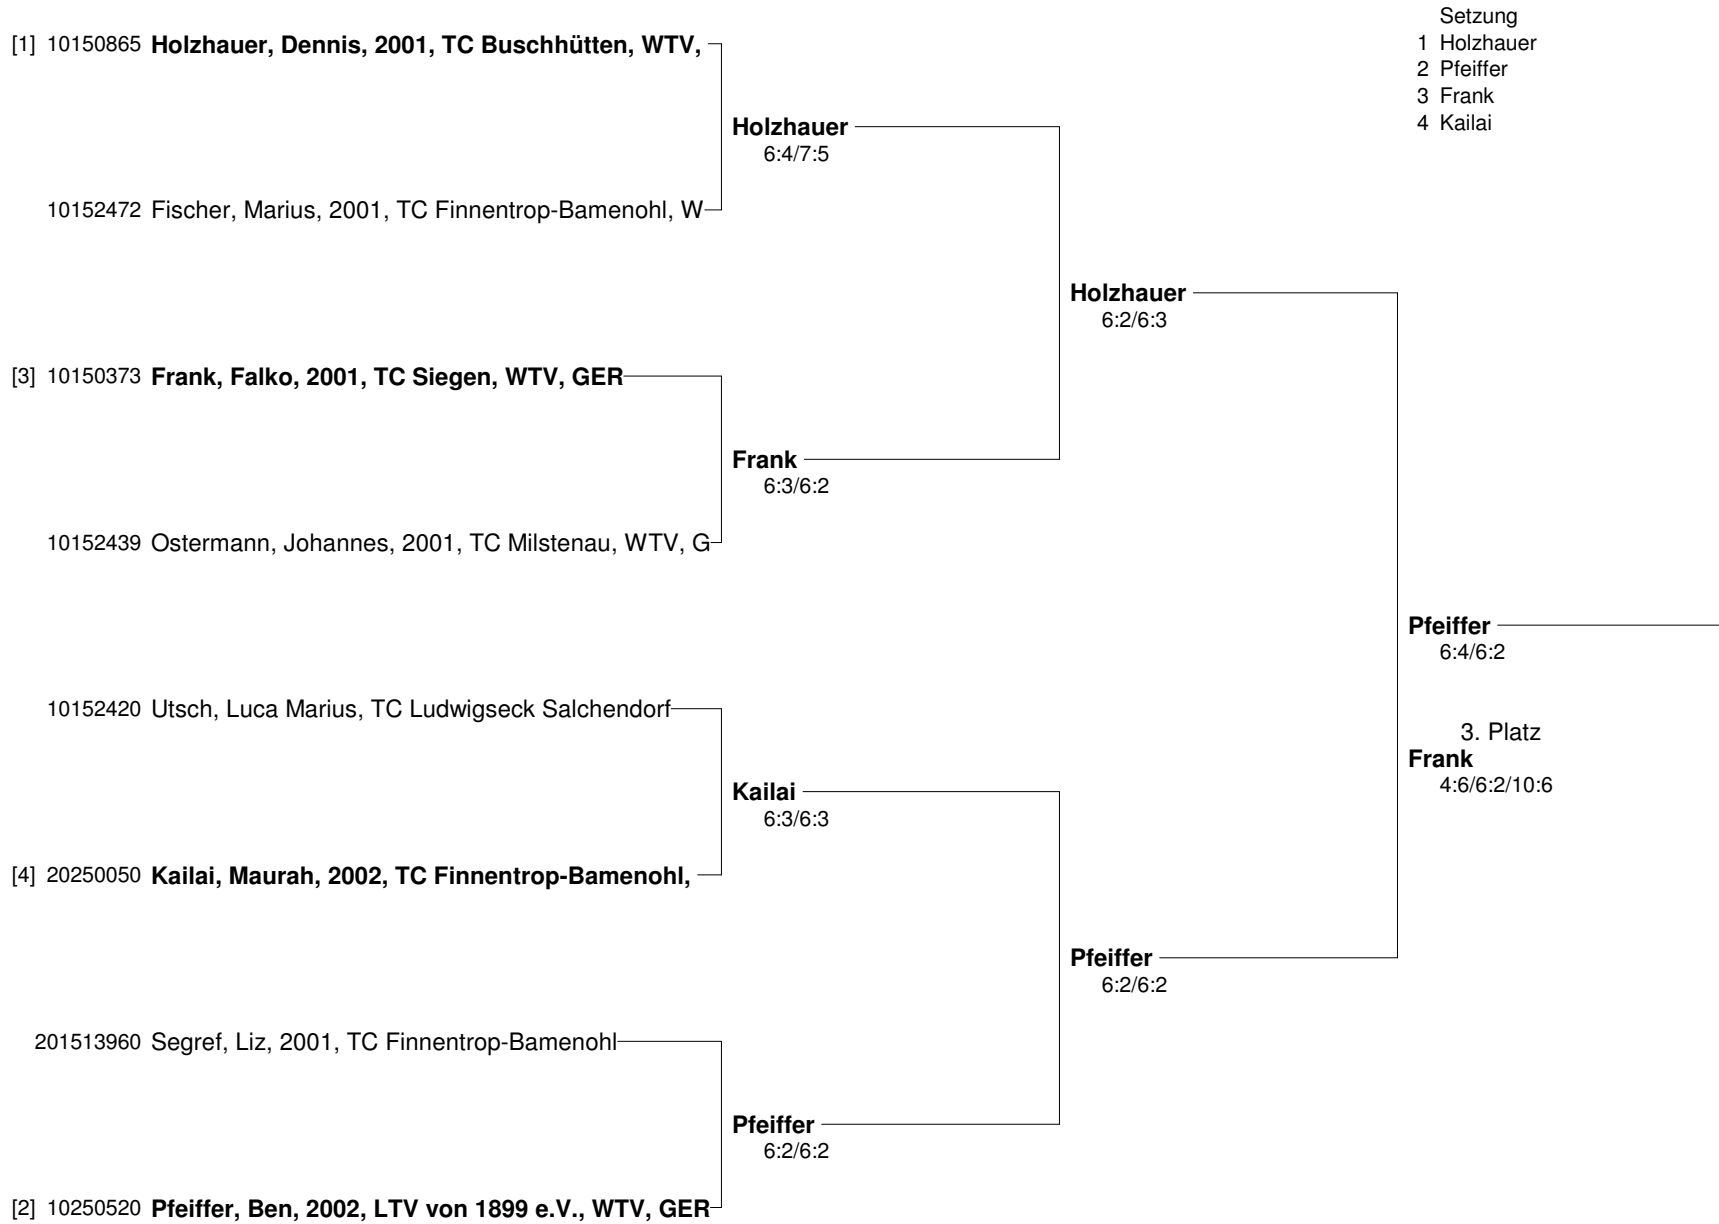 Setzung
1 Holzhauer
2 Pfeiffer
3 Frank
4 Kailai
[1] 10150865 Holzhauer, Dennis, 2001, TC Buschhütten, WTV,
Holzhauer
6:4/7:5
10152472 Fischer, Marius, 2001, TC Finnentrop-Bamenohl, W
Holzhauer
6:2/6:3
[3] 10150373 Frank, Falko, 2001, TC Siegen, WTV, GER
Frank
6:3/6:2
10152439 Ostermann, Johannes, 2001, TC Milstenau, WTV, G
Pfeiffer
6:4/6:2
10152420 Utsch, Luca Marius, TC Ludwigseck Salchendorf
3. Platz
Frank
4:6/6:2/10:6
Kailai
6:3/6:3
[4] 20250050 Kailai, Maurah, 2002, TC Finnentrop-Bamenohl,
Pfeiffer
6:2/6:2
201513960 Segref, Liz, 2001, TC Finnentrop-Bamenohl
Pfeiffer
6:2/6:2
[2] 10250520 Pfeiffer, Ben, 2002, LTV von 1899 e.V., WTV, GER